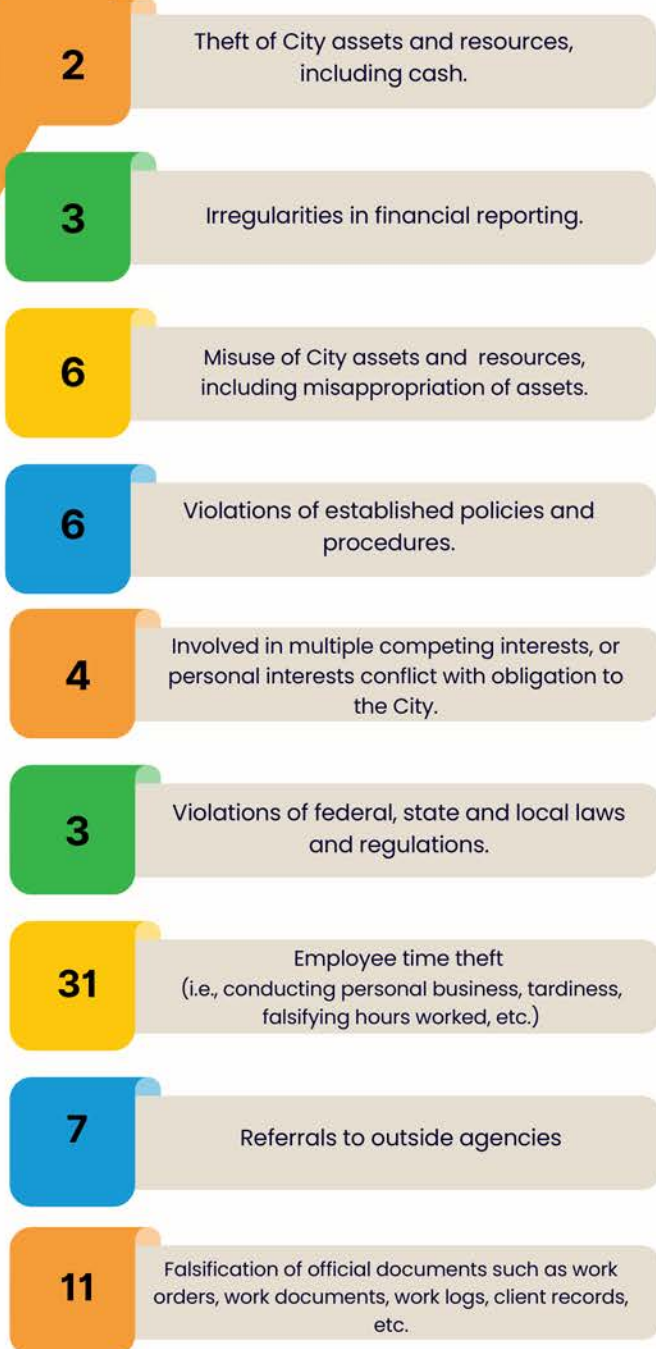 2
Theft of City assets and resources,
including cash.
3
Irregularities in financial reporting.
6
Misuse of City assets and resources,
including misappropriation of assets.
6
Violations of established policies and
procedures.
4
Involved in multiple competing interests, or
personal interests conflict with obligation to
the City.
3
Violations of federal, state and local laws
and regulations.
31
Employee time theft
(i.e., conducting personal business, tardiness,
falsifying hours worked, etc.)
7
Referrals to outside agencies
11
Falsification of official documents such as work
orders, work documents, work logs, client records,
etc.